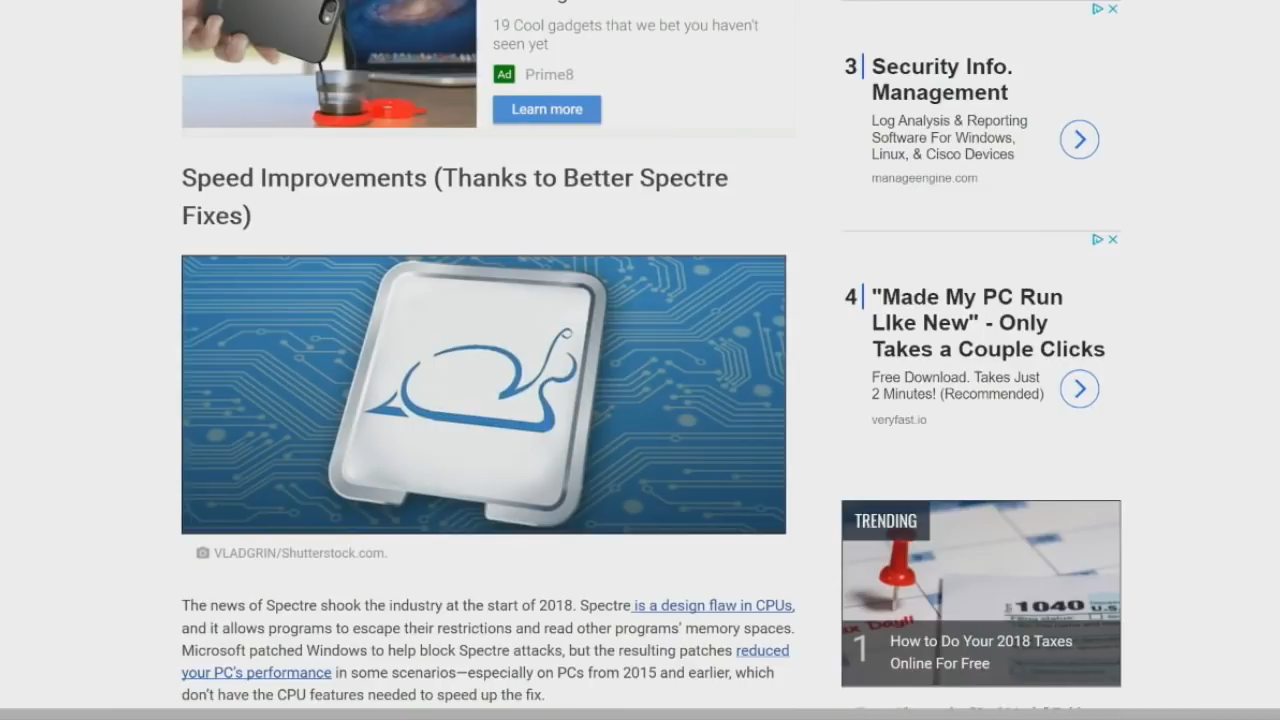 19 Cool gadgets that we bet you haven't
seen yet
Ad Prime8
Learn more
Speed Improvements (Thanks to Better Spectre
Fixes)
VLADGRIN/Shutterstock.com.
The news of Spectre shook the industry at the start of 2018. Spectre is a design flaw in CPUs,
and it allows programs to escape their restrictions and read other programs' memory spaces.
Microsoft patched Windows to help block Spectre attacks, but the resulting patches reduced
your PC's performance in some scenarios—especially on PCs from 2015 and earlier, which
don't have the CPU features needed to speed up the fix.
3 Security Info.
Management
Log Analysis & Reporting
Software For Windows,
Linux, & Cisco Devices
manageengine.com
4 "Made My PC Run
LIke New" - Only
Takes a Couple Clicks
Free Download. Takes Just
2 Minutes! (Recommended)
veryfast.io
TRENDING
1040 U.S.
1 How to Do Your 2018 Taxes
Online For Free